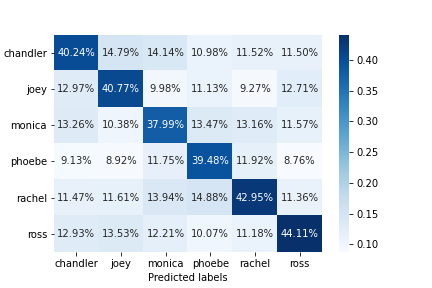 chandler 40.24% 14.79% 14.14% 10.98% 11.52% 11.50%
joey 12.97% 40.77% 9.98% 11.13% 9.27% 12.71%
monica 13.26% 10.38% 37.99% 13.47% 13.16% 11.57%
phoebe 9.13% 8.92% 11.75% 39.48% 11.92% 8.76%
rachel 11.47% 11.61% 13.94% 14.88% 42.95% 11.36%
ross 12.93% 13.53% 12.21% 10.07% 11.18% 44.11%
chandler joey monica phoebe rachel ross
Predicted labels
0.40
0.35
0.30
0.25
0.20
0.15
0.10